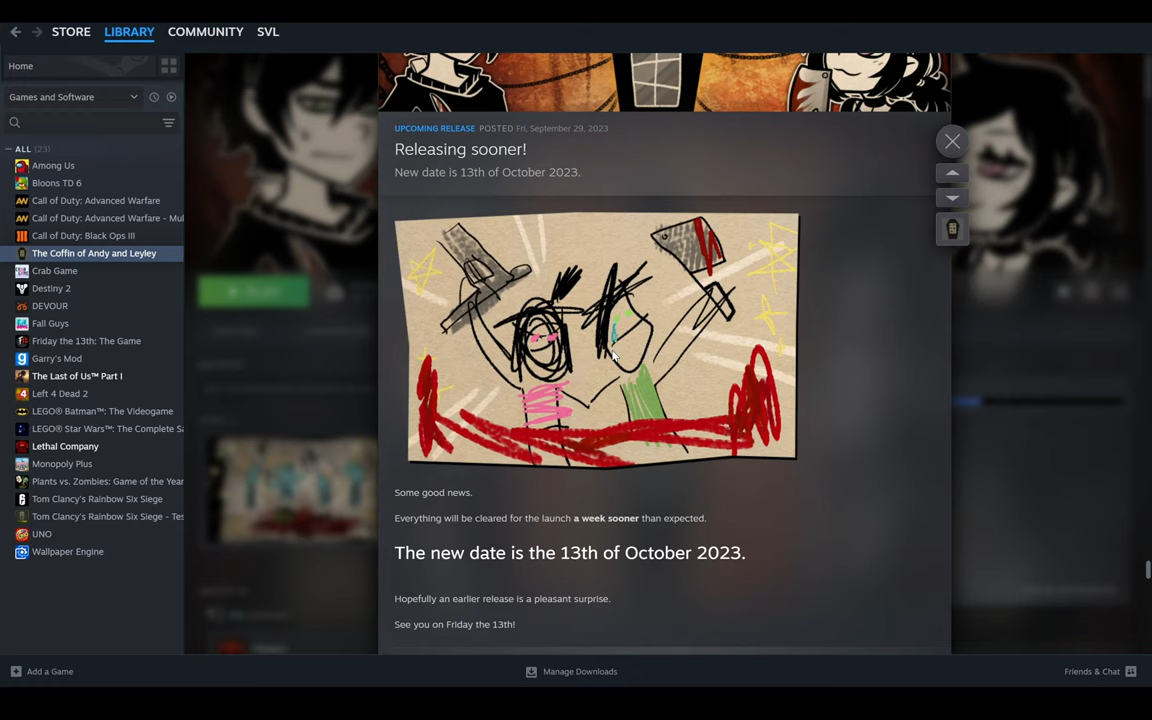 STORE LIBRARY COMMUNITY SVL
Home
Games and Software
ALL (23)
Among Us
Bloons TD 6
Call of Duty: Advanced Warfare
Call of Duty: Advanced Warfare - Mul
Call of Duty: Black Ops III
The Coffin of Andy and Leyley
Crab Game
Destiny 2
DEVOUR
Fall Guys
Friday the 13th: The Game
Garry's Mod
The Last of Us™ Part I
Left 4 Dead 2
LEGO® Batman™: The Videogame
LEGO® Star Wars™: The Complete Sa
Lethal Company
Monopoly Plus
Plants vs. Zombies: Game of the Year
Tom Clancy's Rainbow Six Siege
Tom Clancy's Rainbow Six Siege - Tes
UNO
Wallpaper Engine
UPCOMING RELEASE POSTED Fri, September 29, 2023
Releasing sooner!
New date is 13th of October 2023.
Some good news.
Everything will be cleared for the launch a week sooner than expected.
The new date is the 13th of October 2023.
Hopefully an earlier release is a pleasant surprise.
See you on Friday the 13th!
Add a Game
Manage Downloads
Friends & Chat